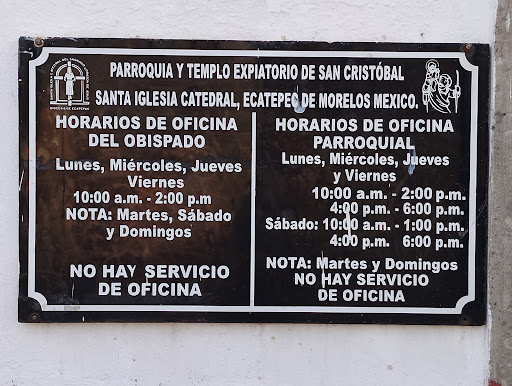 PARROQUIA Y TEMPLO EXPIATORIO DE SAN CRISTÓBAL
SANTA IGLESIA CATEDRAL, ECATEPEC DE MORELOS MEXICO.
HORARIOS DE OFICINA
DEL OBISPADO
Lunes, Miércoles, Jueves
Viernes
10:00 a.m. - 2:00 p.m
NOTA: Martes, Sábado
y Domingos
NO HAY SERVICIO
DE OFICINA
HORARIOS DE OFICINA
PARROQUIAL
Lunes, Miércoles, Jueves
y Viernes
10:00 a.m. - 2:00 p.m
4:00 p.m. - 6:00 p.m.
Sábado: 10:00 a.m. - 1:00 p.m.
4:00 p.m. 6:00 p.m.
NOTA: Martes y Domingos
NO HAY SERVICIO
DE OFICINA